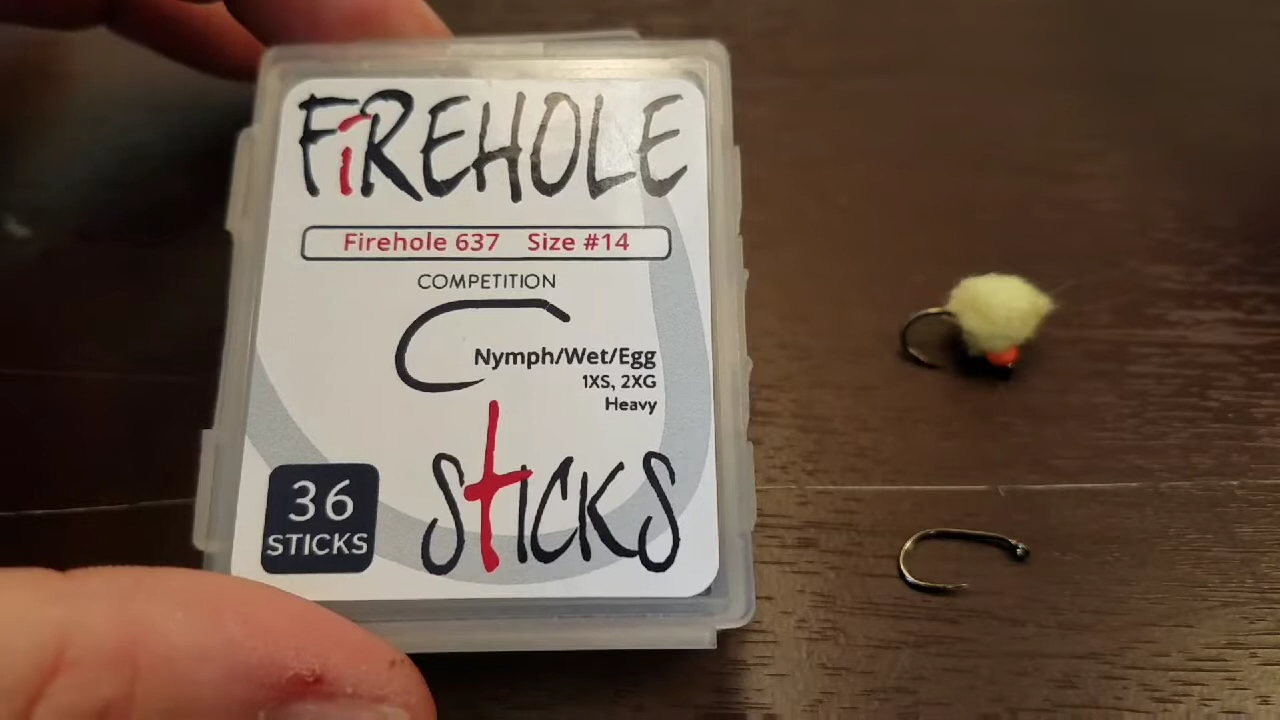 FiREHOLE
Firehole 637 Size #14
COMPETITION
Nymph/Wet/Egg
1XS, 2XG
Heavy
StICKS
36
STICKS